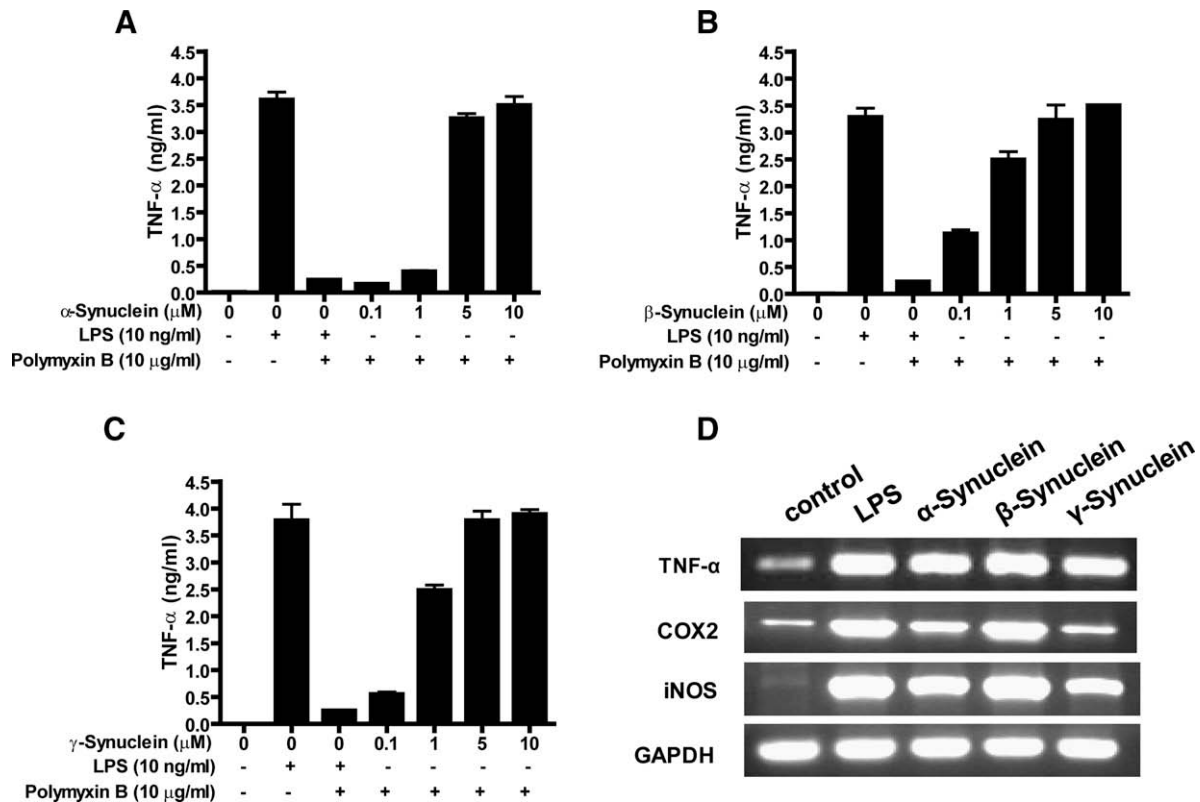 A
4.5
4.0
3.5
3.0
2.5
2.0
1.5
1.0
0.5
0.0
TNF-α (ng/ml)
α-Synuclein (μM) 0 0 0 0.1 1 5 10
LPS (10 ng/ml) - + + - - - -
Polymyxin B (10 μg/ml) - - + + + + +
B
4.5
4.0
3.5
3.0
2.5
2.0
1.5
1.0
0.5
0.0
TNF-α (ng/ml)
β-Synuclein (μM) 0 0 0 0.1 1 5 10
LPS (10 ng/ml) - + + - - - -
Polymyxin B (10 μg/ml) - - + + + + +
C
4.5
4.0
3.5
3.0
2.5
2.0
1.5
1.0
0.5
0.0
TNF-α (ng/ml)
γ-Synuclein (μM) 0 0 0 0.1 1 5 10
LPS (10 ng/ml) - + + - - - -
Polymyxin B (10 μg/ml) - - + + + + +
D
control LPS α-Synuclein β-Synuclein γ-Synuclein
TNF-α
COX2
iNOS
GAPDH